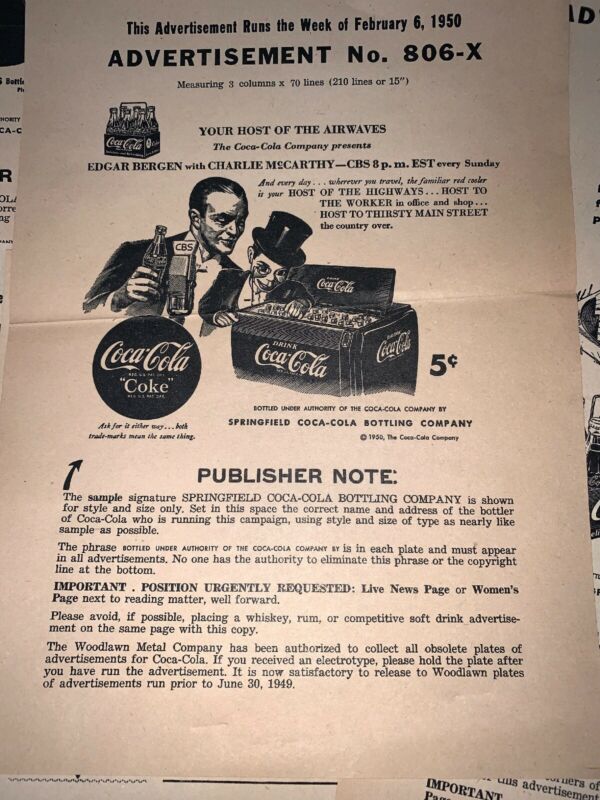 This Advertisement Runs the Week of February 6, 1950
ADVERTISEMENT No. 806-X
Measuring 3 columns x 70 lines (210 lines or 15")
Coca-Cola
YOUR HOST OF THE AIRWAVES
The Coca-Cola Company presents
EDGAR BERGEN with CHARLIE McCARTHY—CBS 8 p. m. EST every Sunday
And every day . . . wherever you travel, the familiar red cooler
is your HOST OF THE HIGHWAYS . . . HOST TO
THE WORKER in office and shop . . .
HOST TO THIRSTY MAIN STREET
the country over.
CBS
DRINK
Coca-Cola
DRINK
Coca-Cola
Coca-Cola
5¢
Coca-Cola
REG. U.S. PAT. OFF.
"Coke"
REG. U.S. PAT. OFF.
Ask for it either way . . . both
trade-marks mean the same thing.
BOTTLED UNDER AUTHORITY OF THE COCA-COLA COMPANY BY
SPRINGFIELD COCA-COLA BOTTLING COMPANY
© 1950, The Coca-Cola Company
PUBLISHER NOTE:
The sample signature SPRINGFIELD COCA-COLA BOTTLING COMPANY is shown
for style and size only. Set in this space the correct name and address of the bottler
of Coca-Cola who is running this campaign, using style and size of type as nearly like
sample as possible.
The phrase BOTTLED UNDER AUTHORITY OF THE COCA-COLA COMPANY BY is in each plate and must appear
in all advertisements. No one has the authority to eliminate this phrase or the copyright
line at the bottom.
IMPORTANT . POSITION URGENTLY REQUESTED: Live News Page or Women's
Page next to reading matter, well forward.
Please avoid, if possible, placing a whiskey, rum, or competitive soft drink advertise-
ment on the same page with this copy.
The Woodlawn Metal Company has been authorized to collect all obsolete plates of
advertisements for Coca-Cola. If you received an electrotype, please hold the plate after
you have run the advertisement. It is now satisfactory to release to Woodlawn plates
of advertisements run prior to June 30, 1949.
IMPORTANT
this advertisement